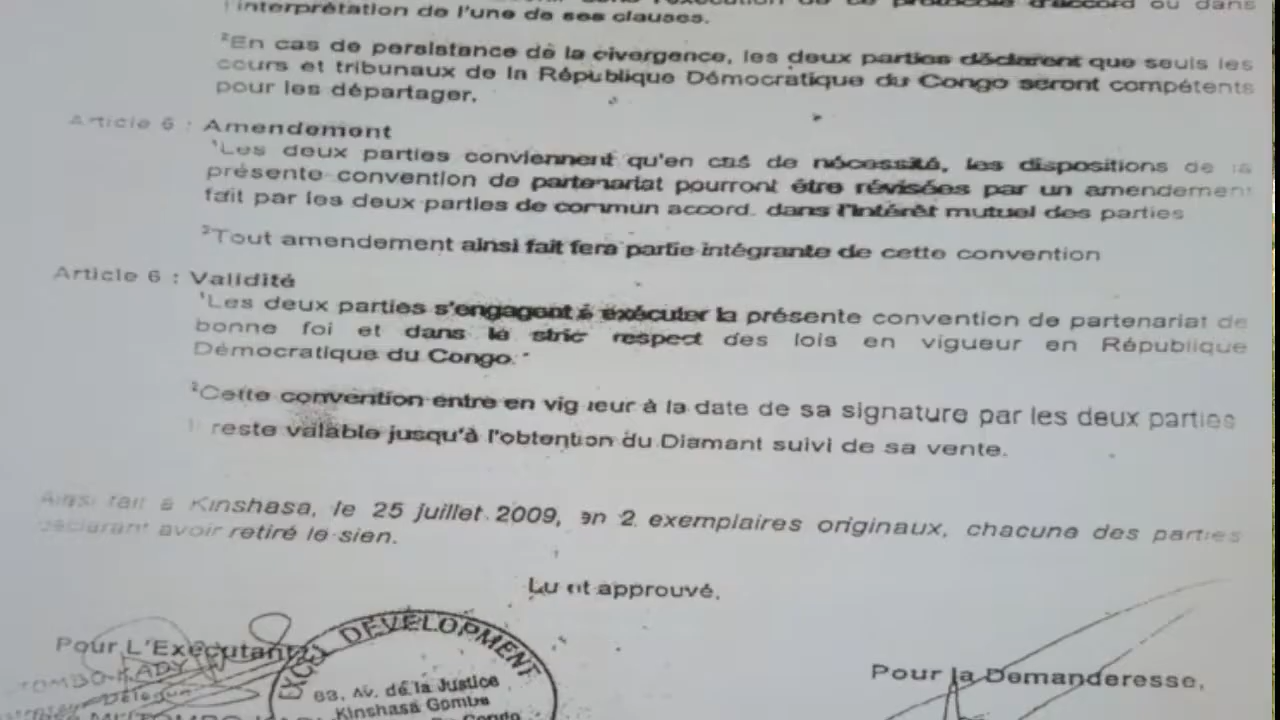 l'interprétation de l'une de ses clauses.
²En cas de persistance de la civergence, les deux parties déclarent que seuls les
cours et tribunaux de la République Démocratique du Congo seront compétents
pour les départager.
Article 6 : Amendement
¹Les deux parties conviennent qu'en cas de nécessité, les dispositions de la
présente convention de partenariat pourront être révisées par un amendement
fait par les deux parties de commun accord. dans l'intérêt mutuel des parties
²Tout amendement ainsi fait fera partie intégrante de cette convention
Article 6 : Validité
¹Les deux parties s'engagent à exécuter la présente convention de partenariat de
bonne foi et dans le stric respect des lois en vigueur en République
Démocratique du Congo.
²Cette convention entre en vigueur à la date de sa signature par les deux parties
Il reste valable jusqu'à l'obtention du Diamant suivi de sa vente.
Ainsi fait à Kinshasa, le 25 juillet 2009, en 2 exemplaires originaux, chacune des parties
déclarant avoir retiré le sien.
Lu et approuvé,
Pour L'Exécutant
DEVELOPMENT
63, Av. de la Justice
Kinshasa Gombe
Congo
Pour la Demanderesse,